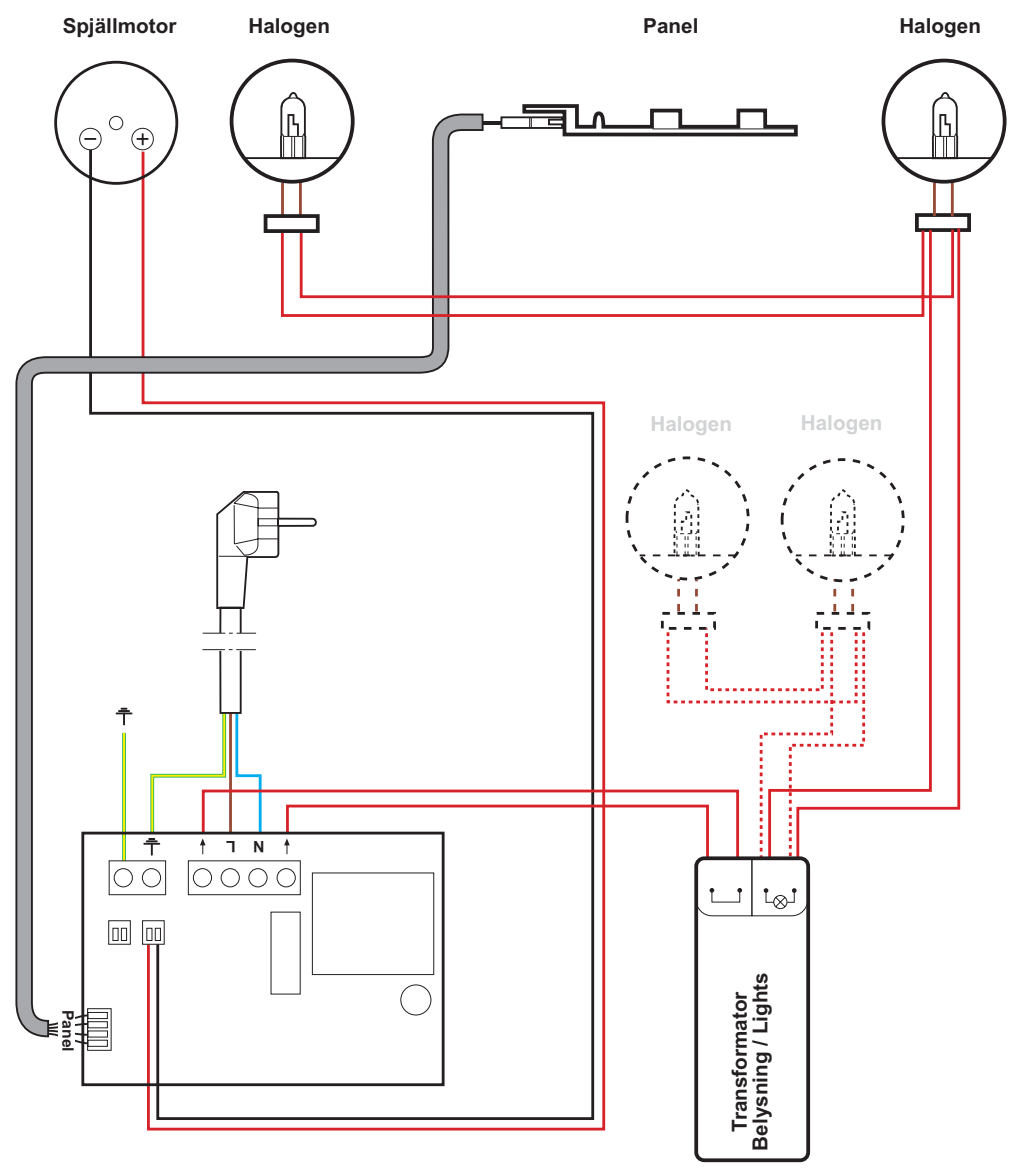 Spjällmotor
Halogen
Panel
Halogen
Halogen
Halogen
L
N
Panel
Transformator
Belysning / Lights